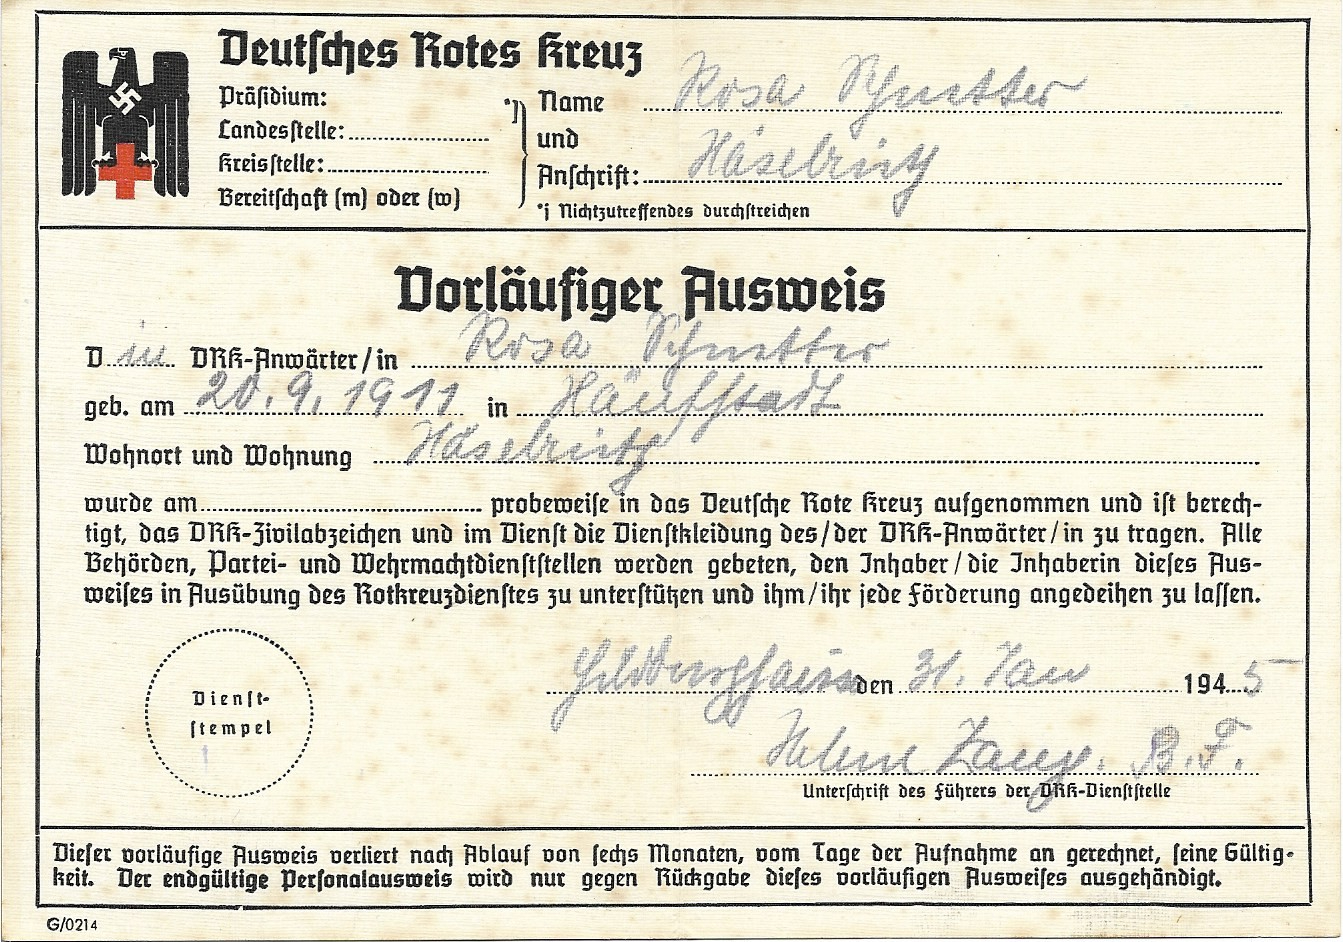 Deutsches Rotes Kreuz
Präsidium:
Landesstelle:
Kreisstelle:
Bereitschaft (m) oder (w)
*) Name
und
Anschrift:
Rosa
*) Nichtzutreffendes durchstreichen
Vorläufiger Ausweis
D in DRK-Anwärter/in Rosa
geb. am 20. 9. 1911 in
Wohnort und Wohnung
wurde am probeweise in das Deutsche Rote Kreuz aufgenommen und ist berech-
tigt, das DRK-Zivilabzeichen und im Dienst die Dienstkleidung des/der DRK-Anwärter/in zu tragen. Alle
Behörden, Partei- und Wehrmachtdienststellen werden gebeten, den Inhaber/die Inhaberin dieses Aus-
weises in Ausübung des Rotkreuzdienstes zu unterstützen und ihm/ihr jede Förderung angedeihen zu lassen.
Dienst-
stempel
den 31. Jan 1945
Helene Lang. B. F.
Unterschrift des Führers der DRK-Dienststelle
Dieser vorläufige Ausweis verliert nach Ablauf von sechs Monaten, vom Tage der Aufnahme an gerechnet, seine Gültig-
keit. Der endgültige Personalausweis wird nur gegen Rückgabe dieses vorläufigen Ausweises ausgehändigt.
G/0214